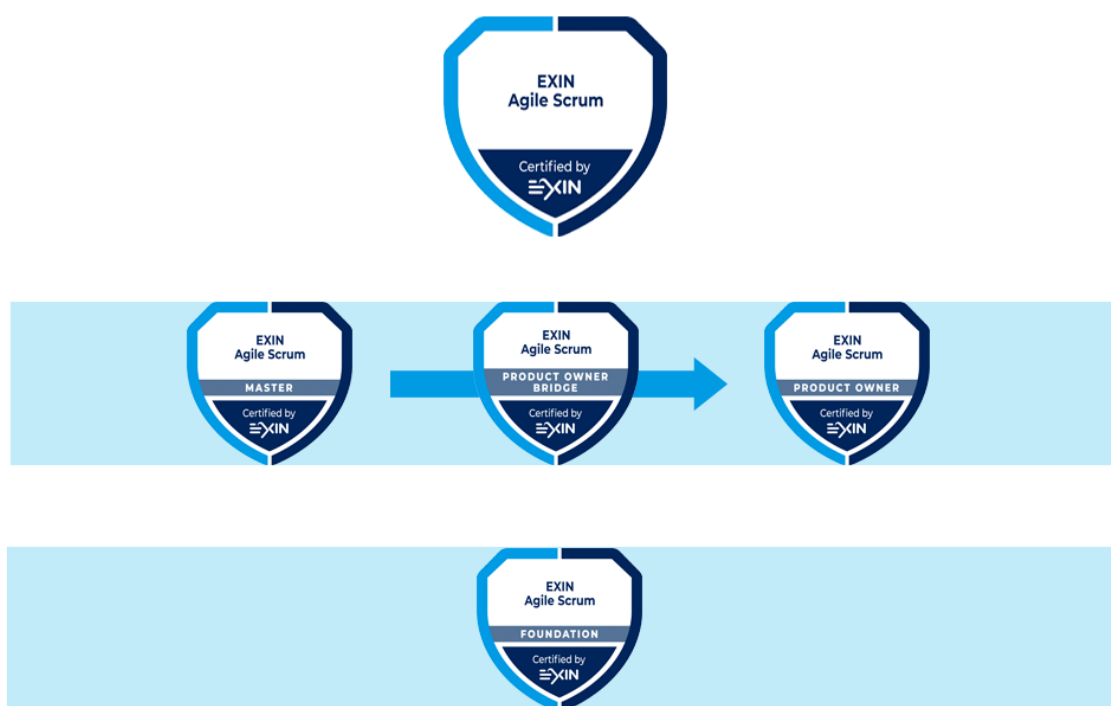 EXIN
Agile Scrum
Certified by
EXIN
EXIN
Agile Scrum
MASTER
Certified by
EXIN
EXIN
Agile Scrum
PRODUCT OWNER
BRIDGE
Certified by
EXIN
EXIN
Agile Scrum
PRODUCT OWNER
Certified by
EXIN
EXIN
Agile Scrum
FOUNDATION
Certified by
EXIN